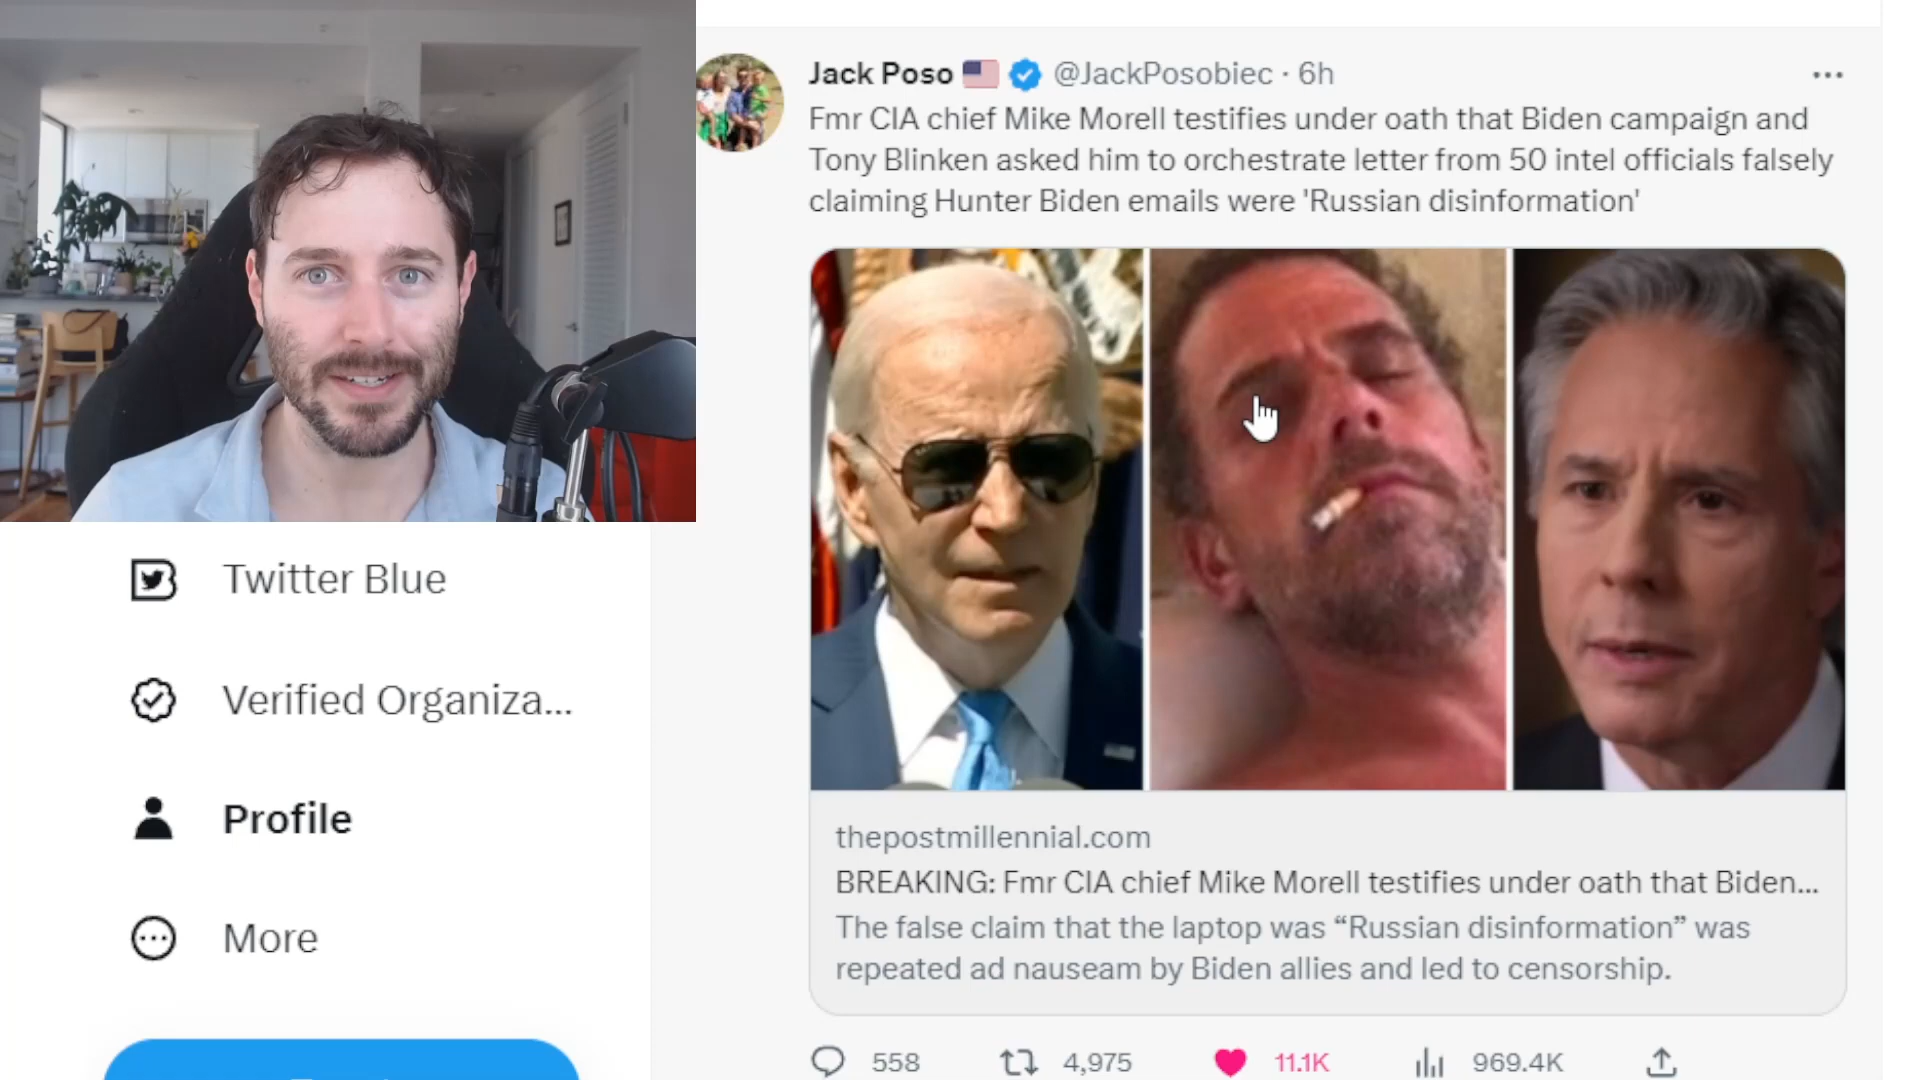 Jack Poso 🇺🇸 @JackPosobiec · 6h
Fmr CIA chief Mike Morell testifies under oath that Biden campaign and
Tony Blinken asked him to orchestrate letter from 50 intel officials falsely
claiming Hunter Biden emails were 'Russian disinformation'
thepostmillennial.com
BREAKING: Fmr CIA chief Mike Morell testifies under oath that Biden...
The false claim that the laptop was “Russian disinformation” was
repeated ad nauseam by Biden allies and led to censorship.
558 4,975 11.1K 969.4K
Twitter Blue
Verified Organiza...
Profile
More